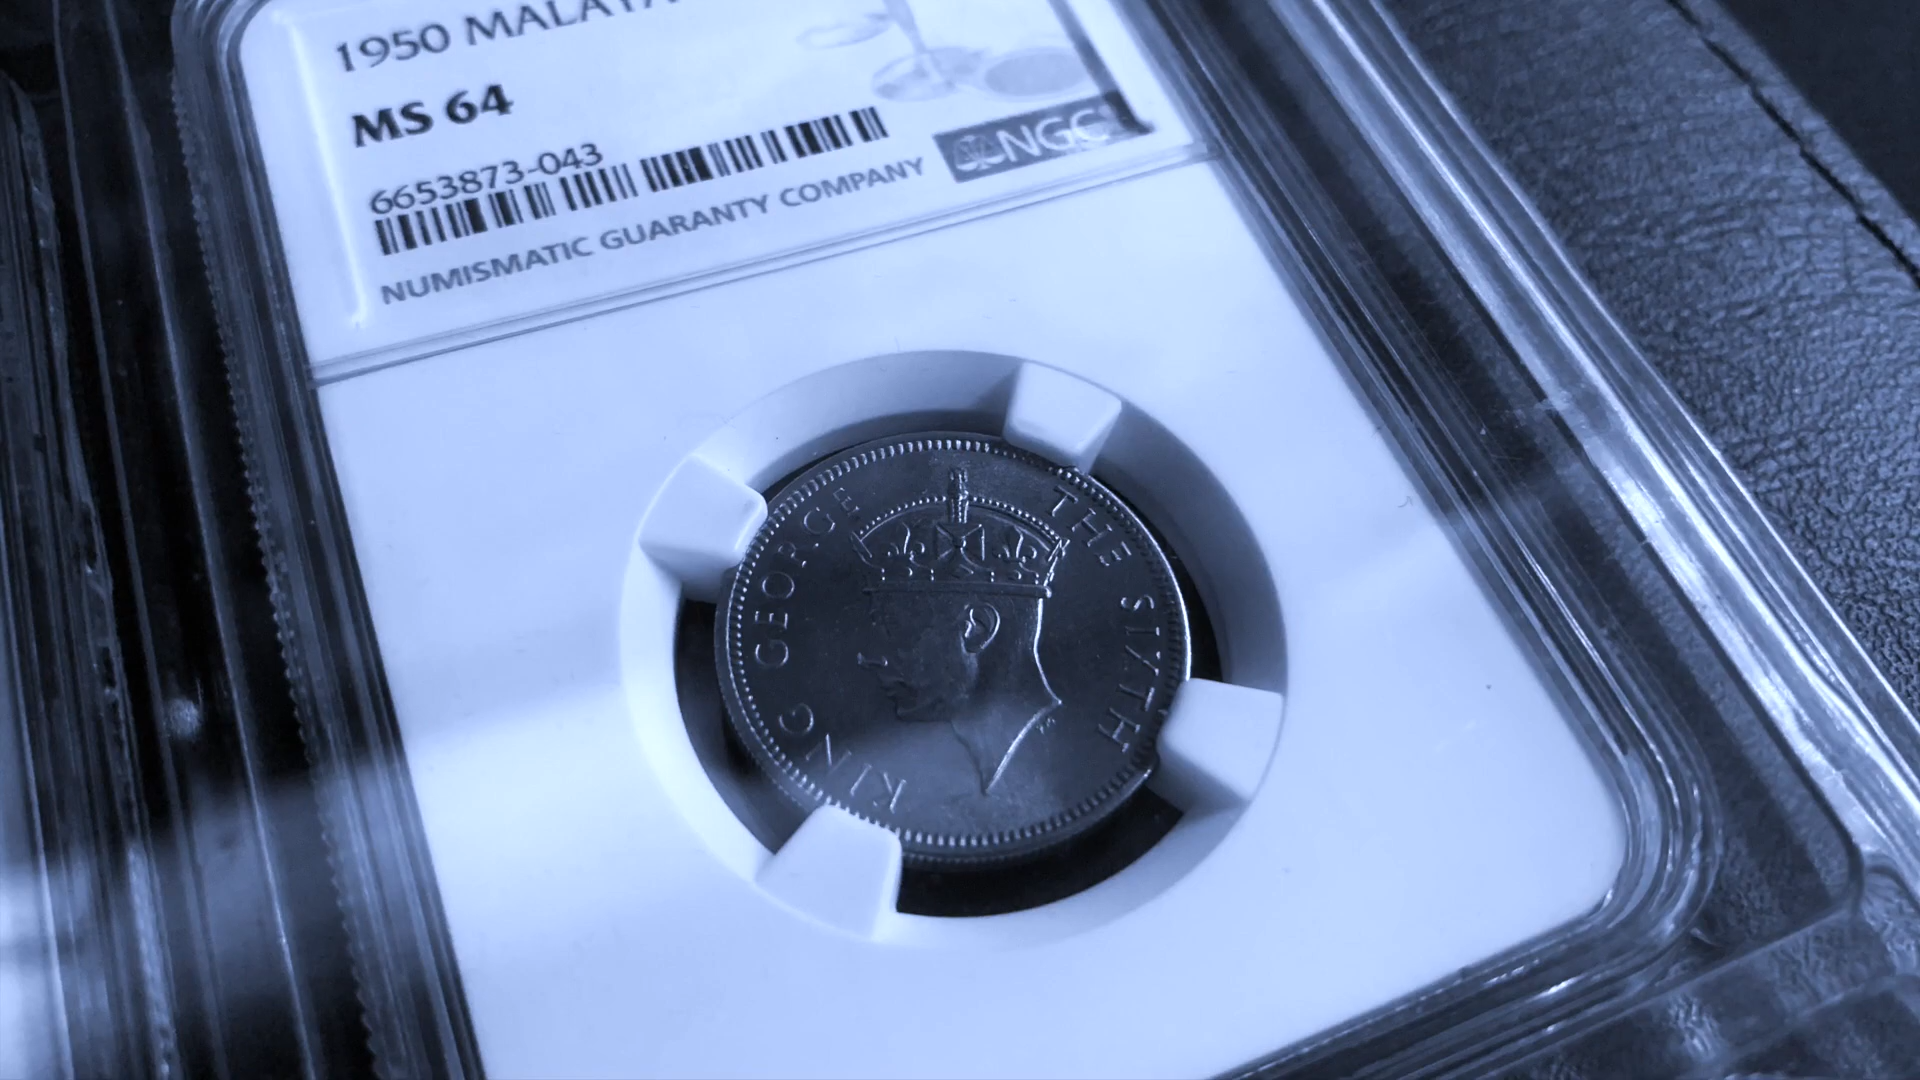 1950 MALAYA
MS 64
6653873-043
NGC
NUMISMATIC GUARANTY COMPANY
KING GEORGE THE SIXTH